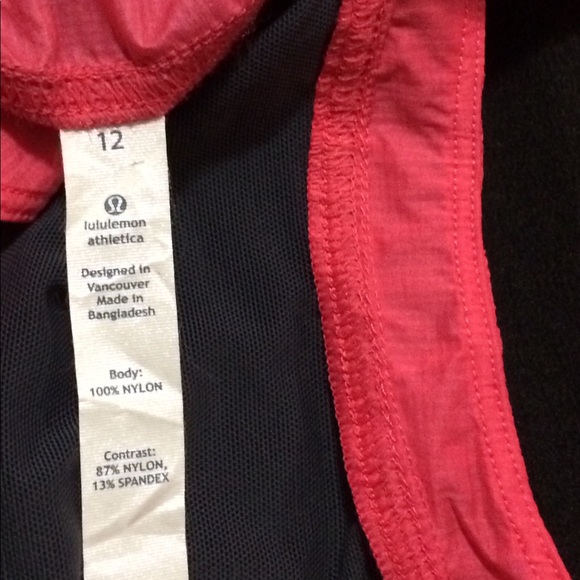 12
lululemon
athletica
Designed in
Vancouver
Made in
Bangladesh
Body:
100% NYLON
Contrast:
87% NYLON,
13% SPANDEX